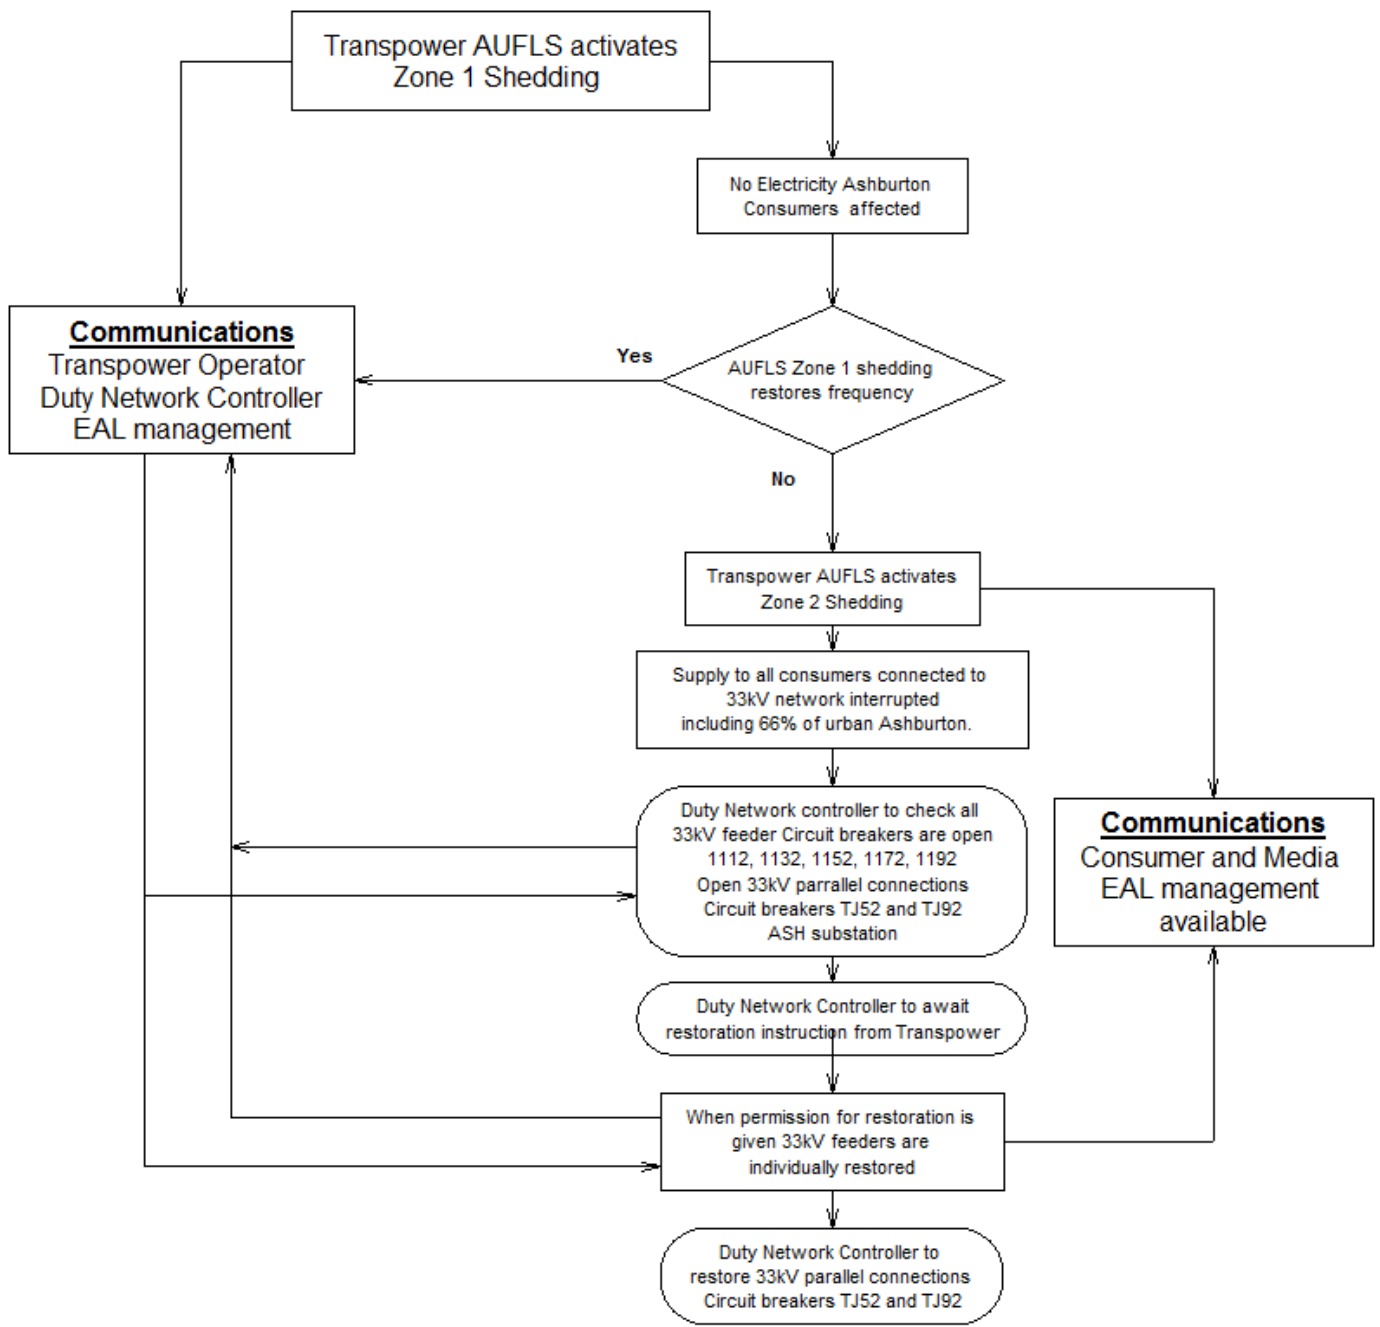 Transpower AUFLS activates
Zone 1 Shedding
No Electricity Ashburton
Consumers affected
Communications
Transpower Operator
Duty Network Controller
EAL management
Yes
AUFLS Zone 1 shedding
restores frequency
No
Transpower AUFLS activates
Zone 2 Shedding
Supply to all consumers connected to
33kV network interrupted
including 66% of urban Ashburton.
Duty Network controller to check all
33kV feeder Circuit breakers are open
1112, 1132, 1152, 1172, 1192
Open 33kV parrallel connections
Circuit breakers TJ52 and TJ92
ASH substation
Communications
Consumer and Media
EAL management
available
Duty Network Controller to await
restoration instruction from Transpower
When permission for restoration is
given 33kV feeders are
individually restored
Duty Network Controller to
restore 33kV parallel connections
Circuit breakers TJ52 and TJ92